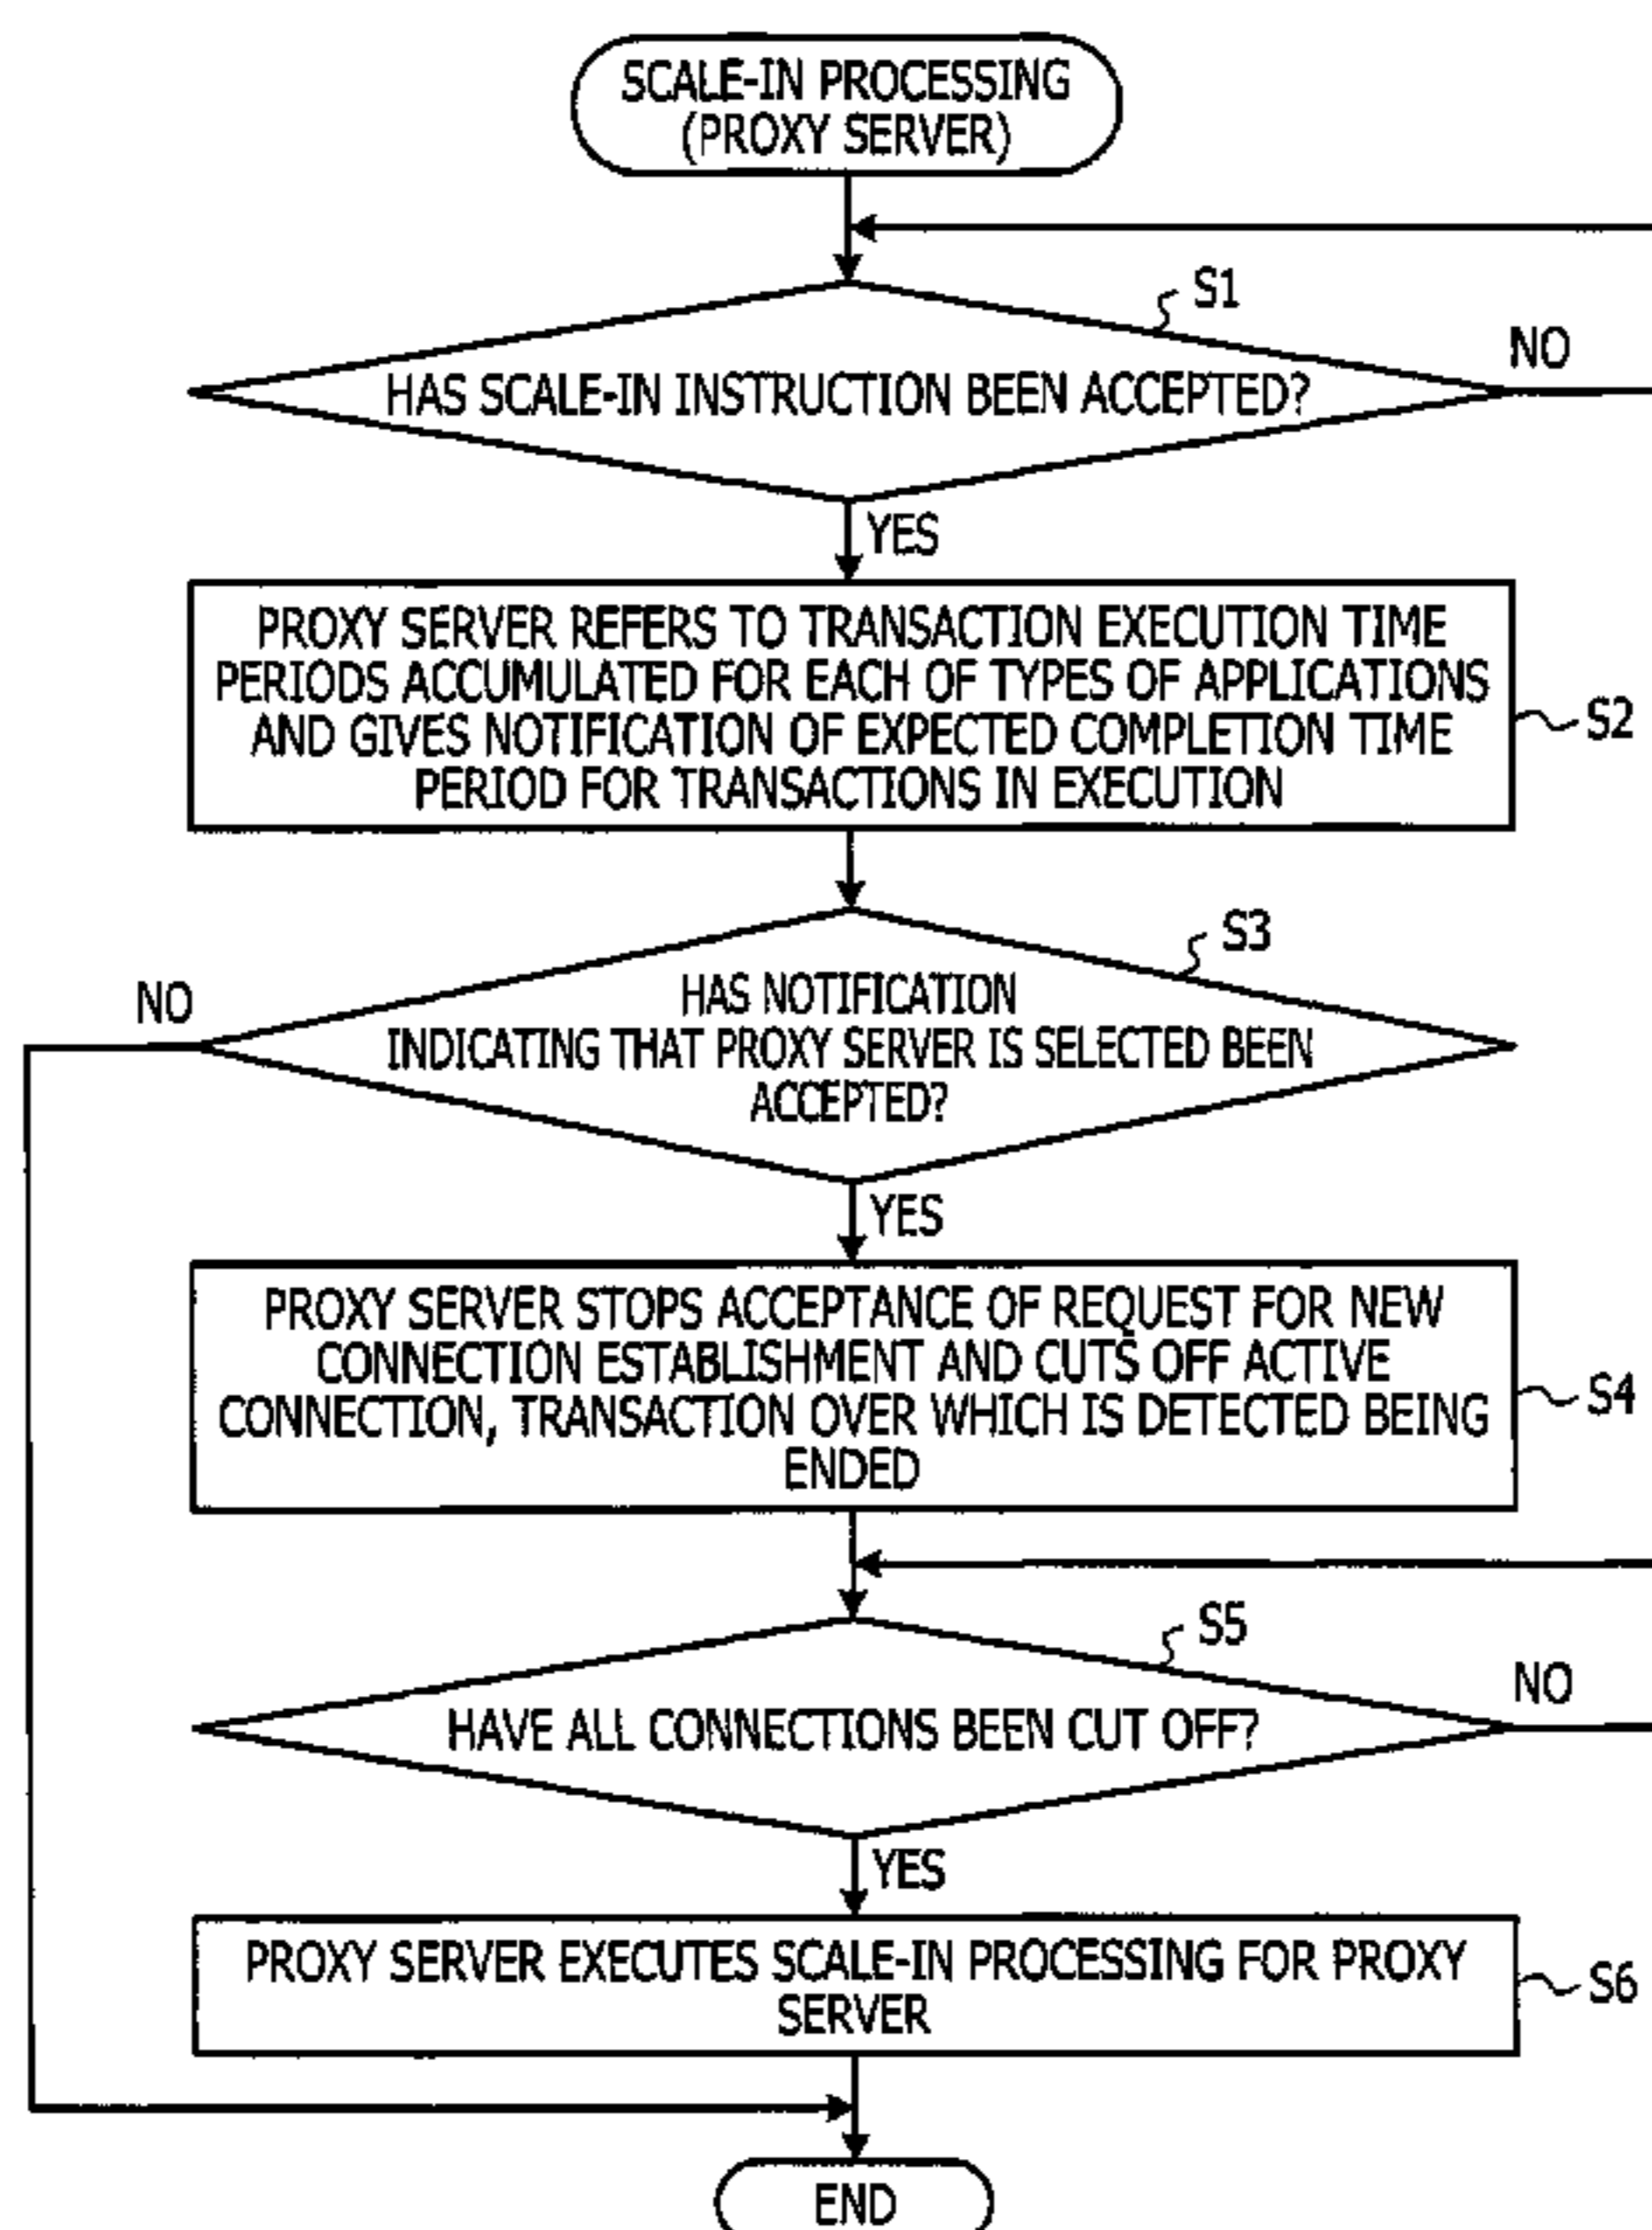 SCALE-IN PROCESSING
(PROXY SERVER)
S1
NO
HAS SCALE-IN INSTRUCTION BEEN ACCEPTED?
YES
PROXY SERVER REFERS TO TRANSACTION EXECUTION TIME
PERIODS ACCUMULATED FOR EACH OF TYPES OF APPLICATIONS
AND GIVES NOTIFICATION OF EXPECTED COMPLETION TIME
PERIOD FOR TRANSACTIONS IN EXECUTION
S2
S3
NO
HAS NOTIFICATION
INDICATING THAT PROXY SERVER IS SELECTED BEEN
ACCEPTED?
YES
PROXY SERVER STOPS ACCEPTANCE OF REQUEST FOR NEW
CONNECTION ESTABLISHMENT AND CUTS OFF ACTIVE
CONNECTION, TRANSACTION OVER WHICH IS DETECTED BEING
ENDED
S4
S5
NO
HAVE ALL CONNECTIONS BEEN CUT OFF?
YES
PROXY SERVER EXECUTES SCALE-IN PROCESSING FOR PROXY
SERVER
S6
END